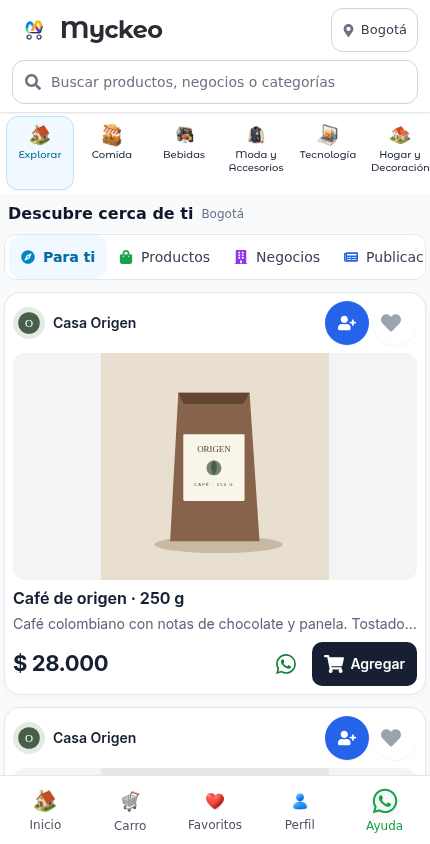 Myckeo
Bogotá
Buscar productos, negocios o categorías
Explorar
Comida
Bebidas
Moda y
Accesorios
Tecnología
Hogar y
Decoración
Descubre cerca de ti Bogotá
Para ti
Productos
Negocios
Publicac
O
Casa Origen
ORIGEN
CAFÉ · 250 G
Café de origen · 250 g
Café colombiano con notas de chocolate y panela. Tostado...
$ 28.000
Agregar
O
Casa Origen
Inicio
Carro
Favoritos
Perfil
Ayuda